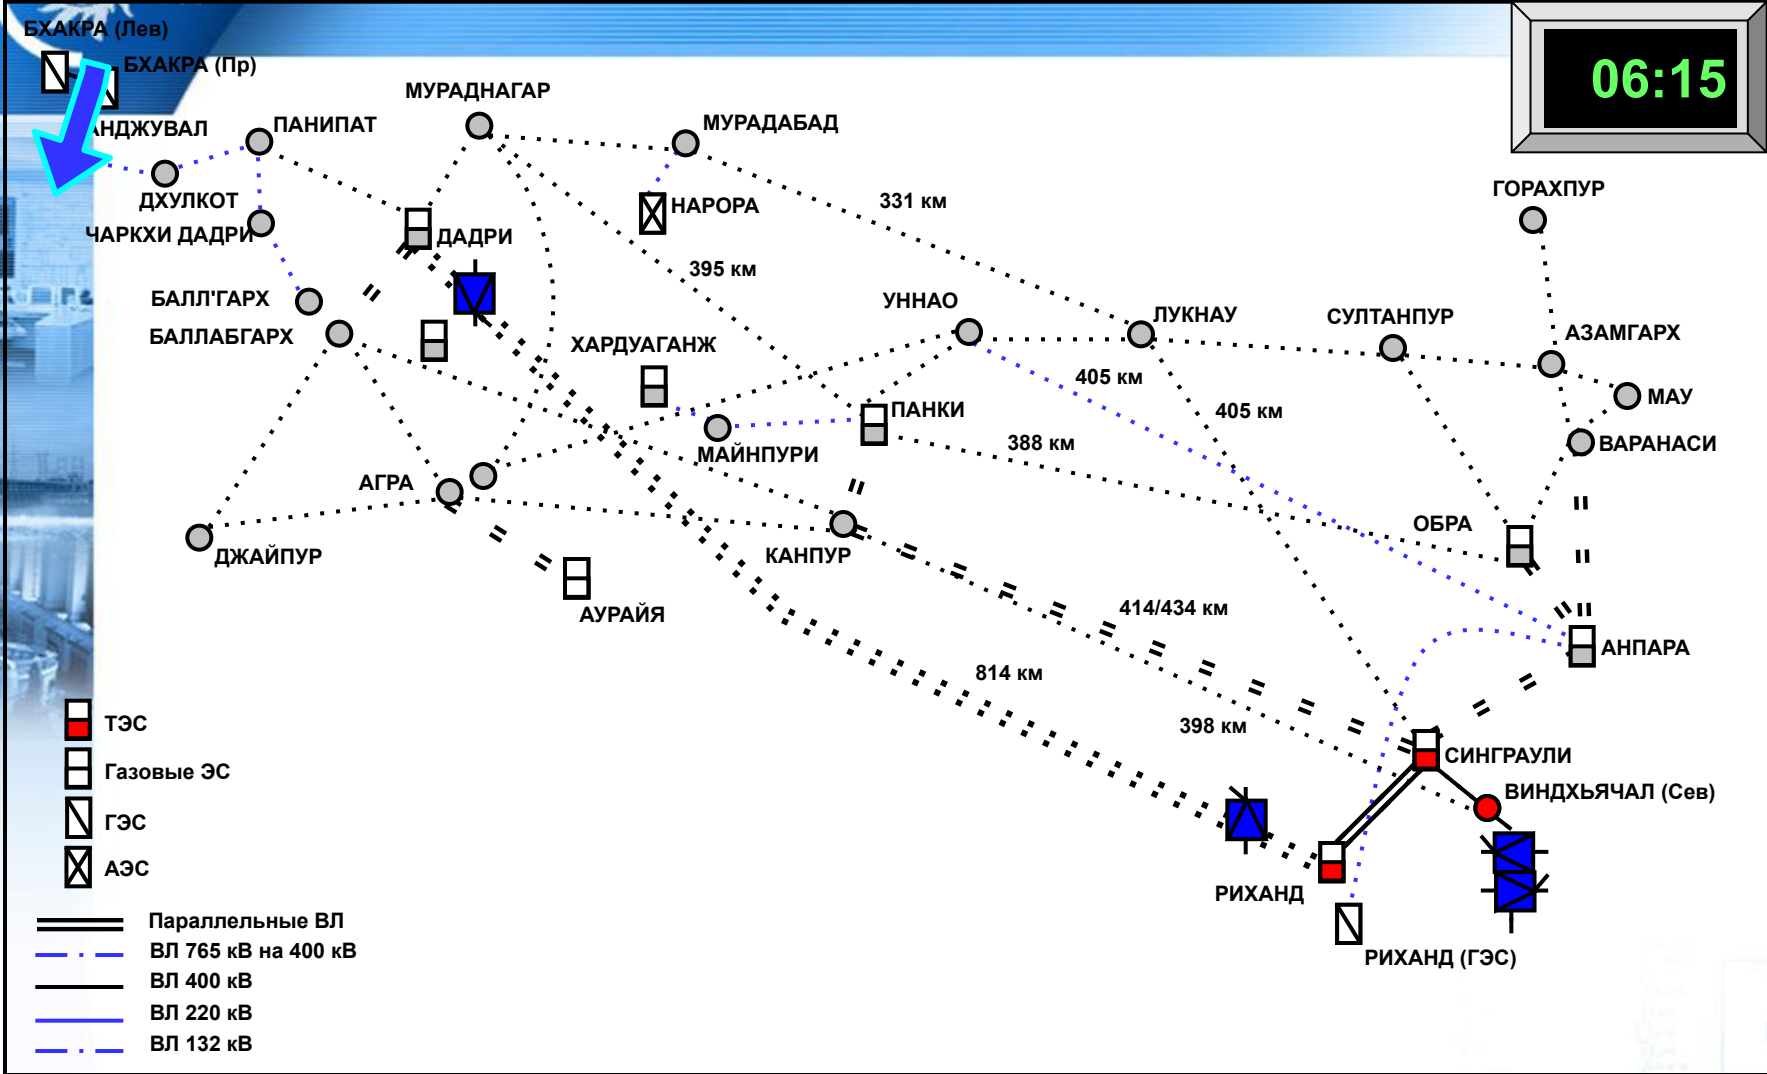 БХАКРА (Лев)
БХАКРА (Пр)
06:15
МУРАДНАГАР
АНДЖУВАЛ
ПАНИПАТ
МУРАДАБАД
ГОРАХПУР
ДХУЛКОТ
331 км
НАРОРА
ЧАРКХИ ДАДРИ
ДАДРИ
395 км
БАЛЛ'ГАРХ
УННАО
ЛУКНАУ
СУЛТАНПУР
АЗАМГАРХ
БАЛЛАБГАРХ
ХАРДУАГАНЖ
405 км
МАУ
ПАНКИ
405 км
388 км
ВАРАНАСИ
МАЙНПУРИ
АГРА
ОБРА
ДЖАЙПУР
КАНПУР
АУРАЙЯ
414/434 км
АНПАРА
814 км
398 км
ТЭС
СИНГРАУЛИ
Газовые ЭС
ВИНДХЬЯЧАЛ (Сев)
ГЭС
АЭС
РИХАНД
Параллельные ВЛ
ВЛ 765 кВ на 400 кВ
РИХАНД (ГЭС)
ВЛ 400 кВ
ВЛ 220 кВ
ВЛ 132 кВ